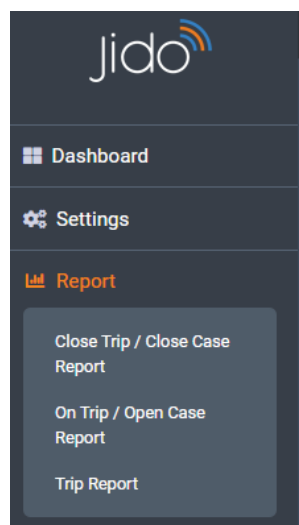 Jido
Dashboard
Settings
Report
Close Trip / Close Case
Report
On Trip / Open Case
Report
Trip Report